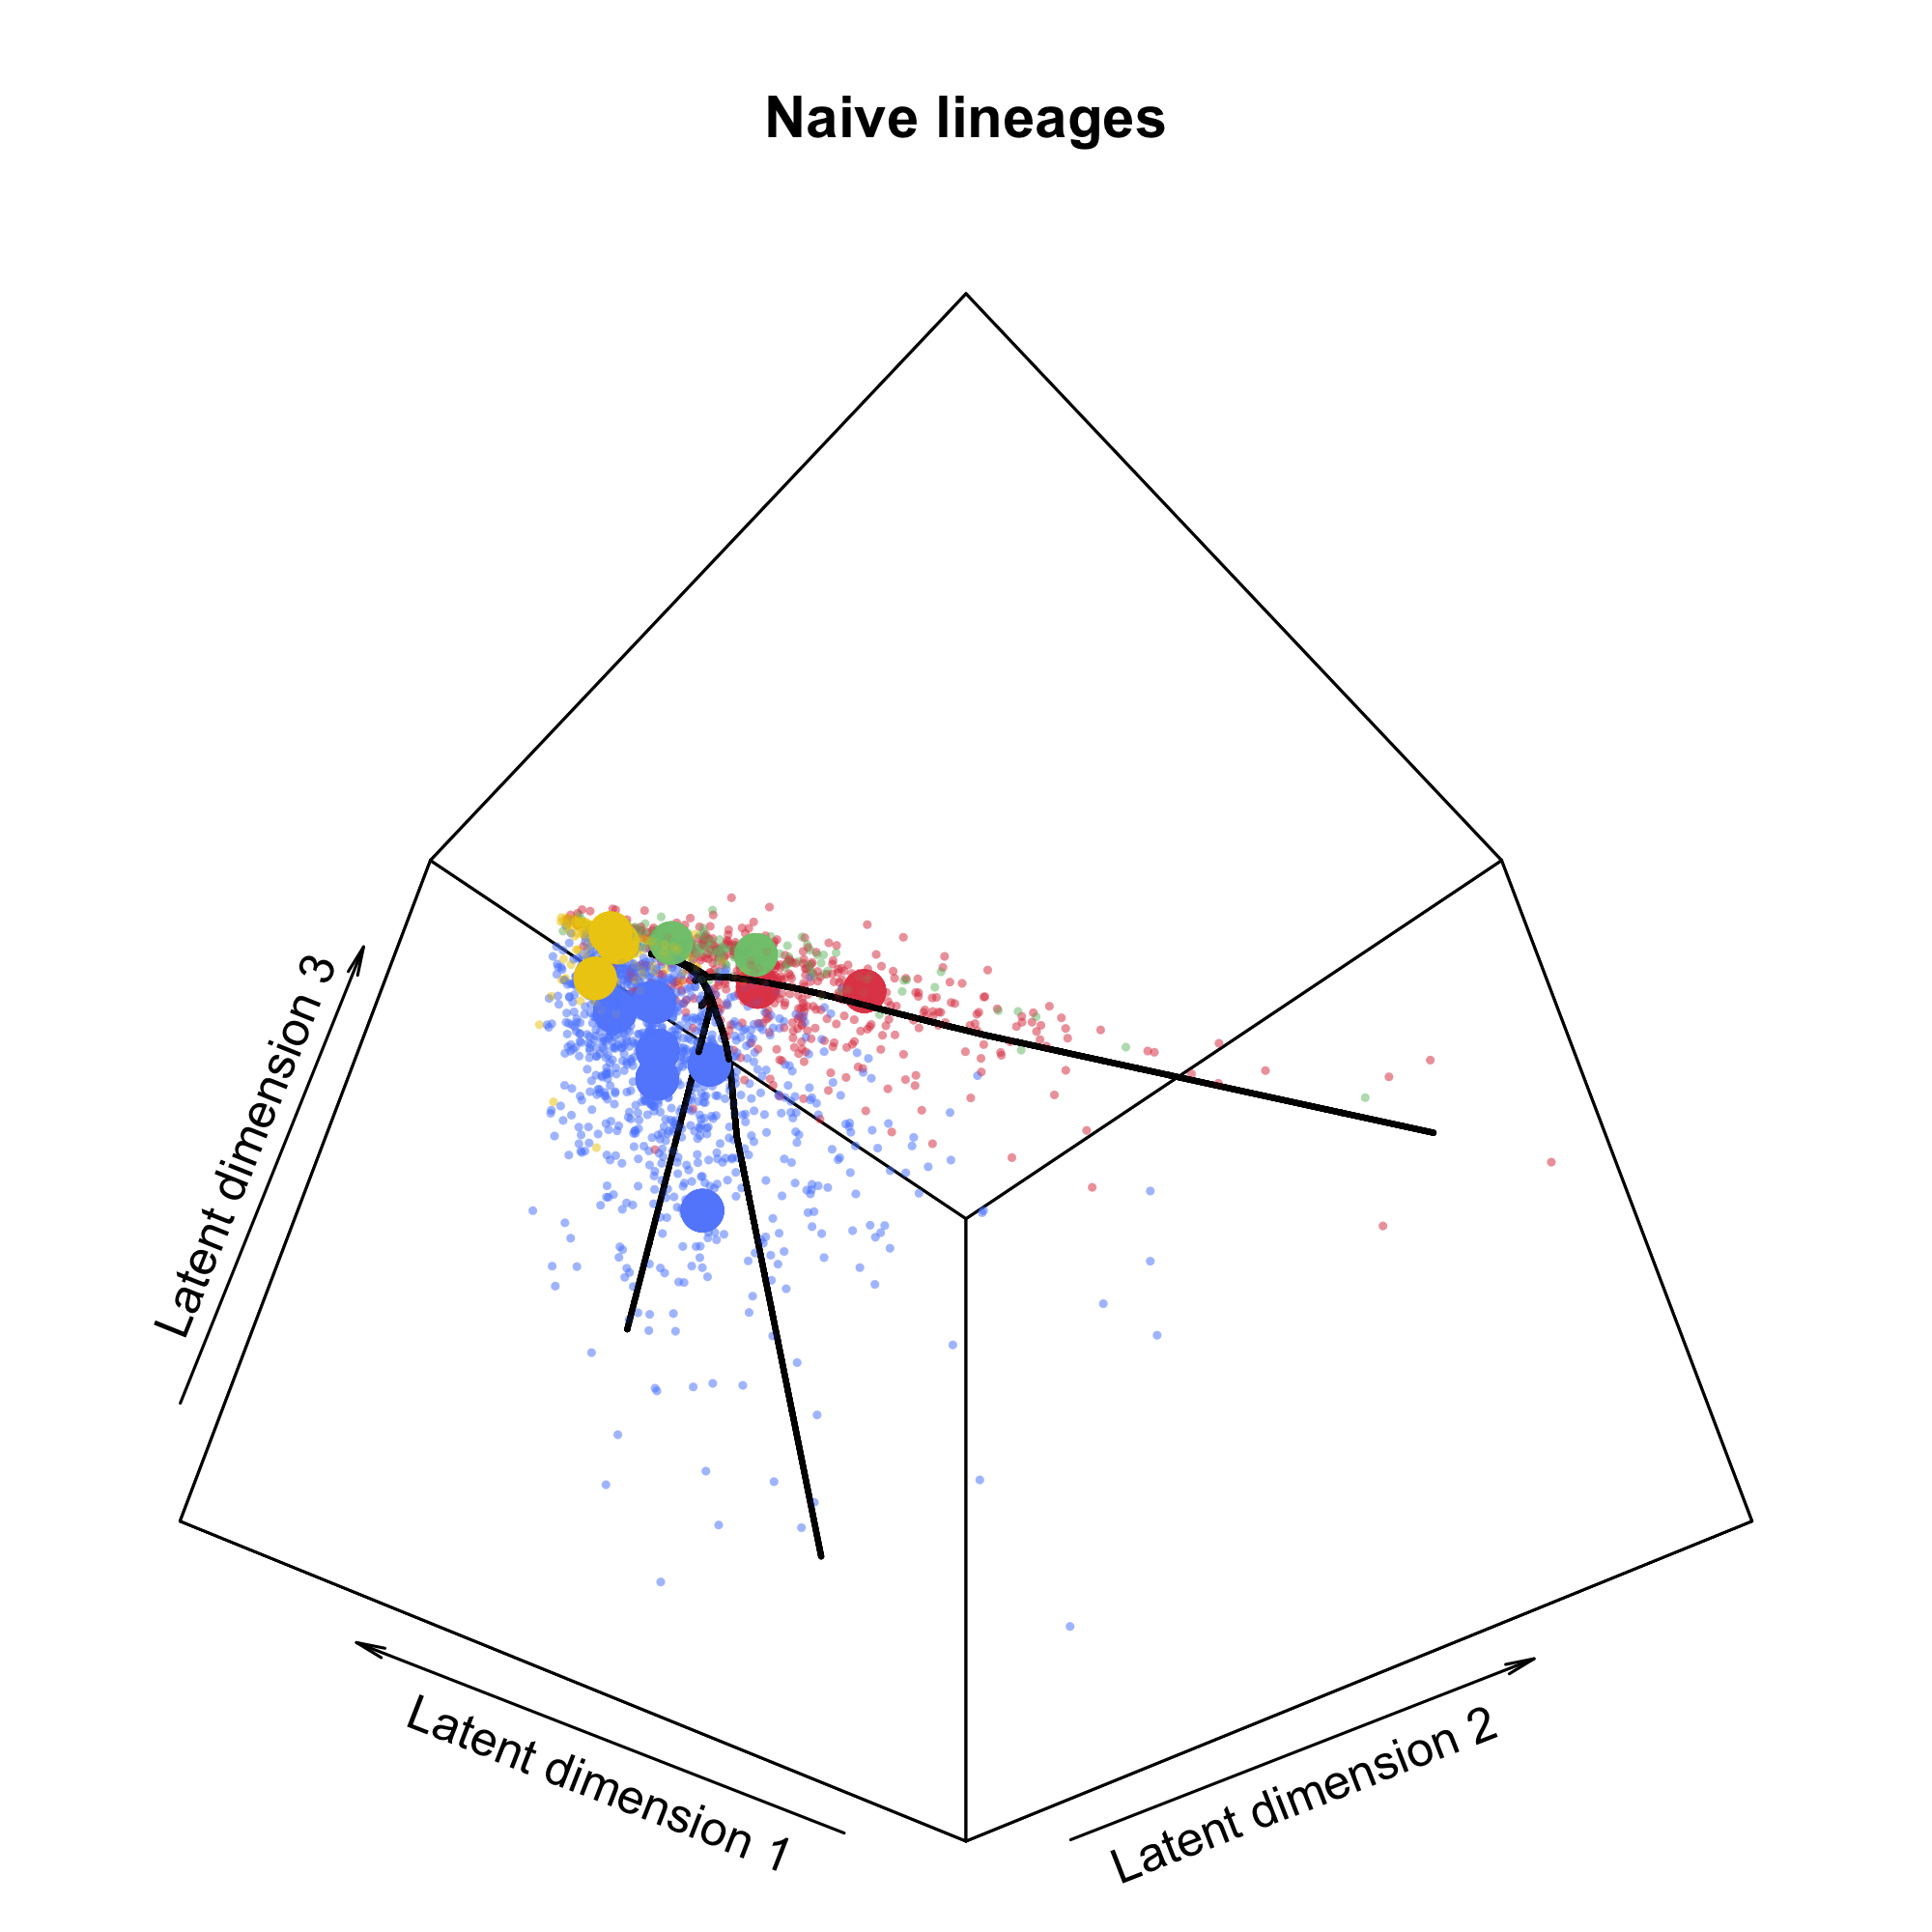 Naive lineages
Latent dimension 3
Latent dimension 1
Latent dimension 2